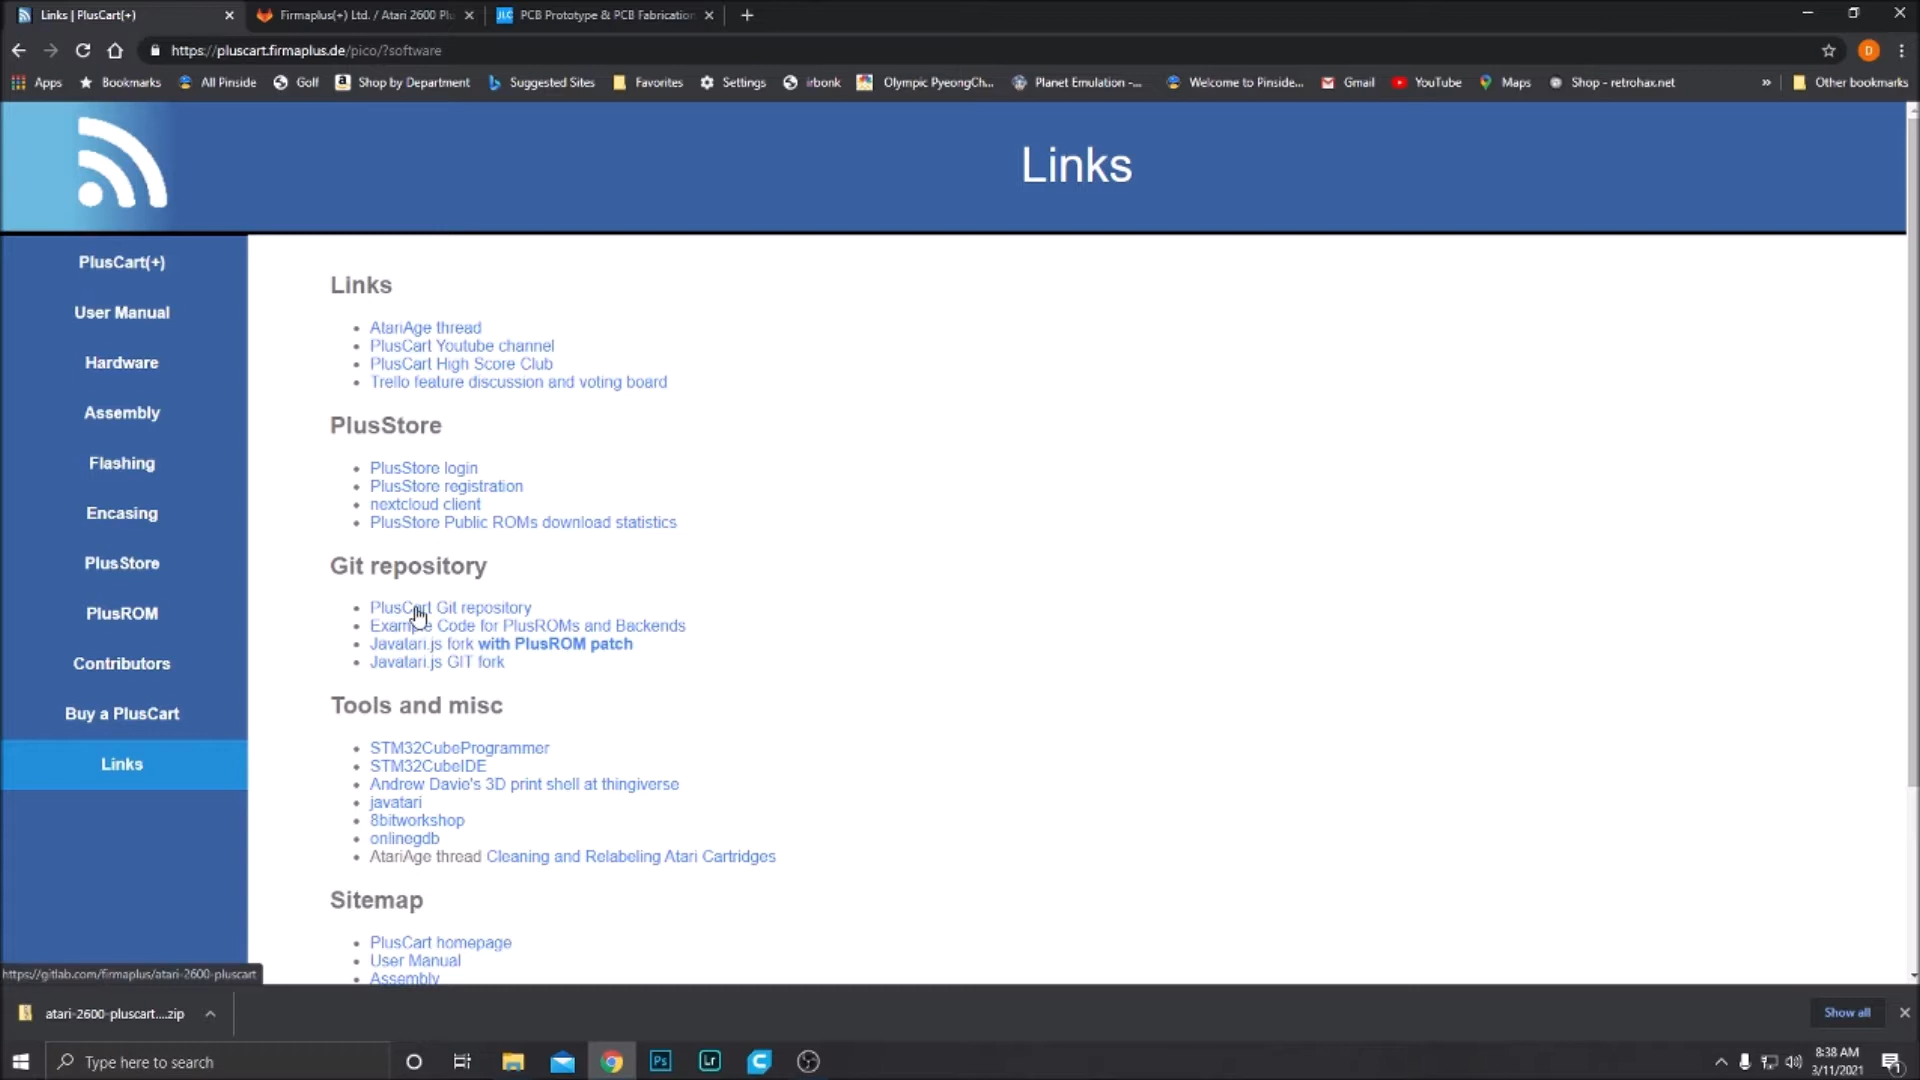 Links | PlusCart(+)
Firmaplus(+) Ltd. / Atari 2600 Plu
JLC PCB Prototype & PCB Fabrication
https://pluscart.firmaplus.de/pico/?software
D
Apps
Bookmarks
All Pinside
Golf
Shop by Department
Suggested Sites
Favorites
Settings
irbonk
Olympic PyeongCh...
Planet Emulation -...
Welcome to Pinside...
Gmail
YouTube
Maps
Shop - retrohax.net
»
Other bookmarks
Links
PlusCart(+)
User Manual
Hardware
Assembly
Flashing
Encasing
PlusStore
PlusROM
Contributors
Buy a PlusCart
Links
Links
AtariAge thread
PlusCart Youtube channel
PlusCart High Score Club
Trello feature discussion and voting board
PlusStore
PlusStore login
PlusStore registration
nextcloud client
PlusStore Public ROMs download statistics
Git repository
PlusCart Git repository
Example Code for PlusROMs and Backends
Javatari.js fork with PlusROM patch
Javatari.js GIT fork
Tools and misc
STM32CubeProgrammer
STM32CubeIDE
Andrew Davie's 3D print shell at thingiverse
javatari
8bitworkshop
onlinegdb
AtariAge thread Cleaning and Relabeling Atari Cartridges
Sitemap
PlusCart homepage
User Manual
Assembly
https://gitlab.com/firmaplus/atari-2600-pluscart
atari-2600-pluscart....zip
Show all
Type here to search
Ps
Lr
8:38 AM
3/11/2021
1